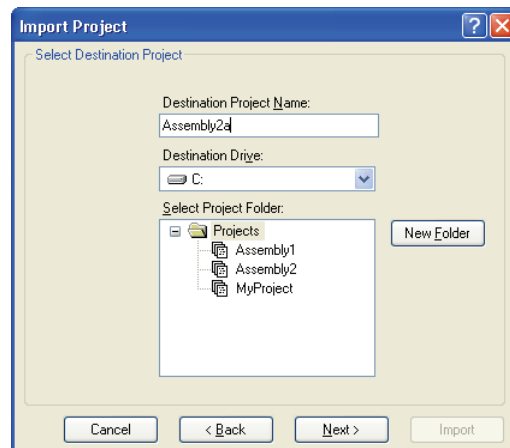 Import Project
Select Destination Project
Destination Project Name:
Assembly2a
Destination Drive:
C:
Select Project Folder:
Projects
Assembly1
Assembly2
MyProject
New Folder
Cancel
< Back
Next >
Import